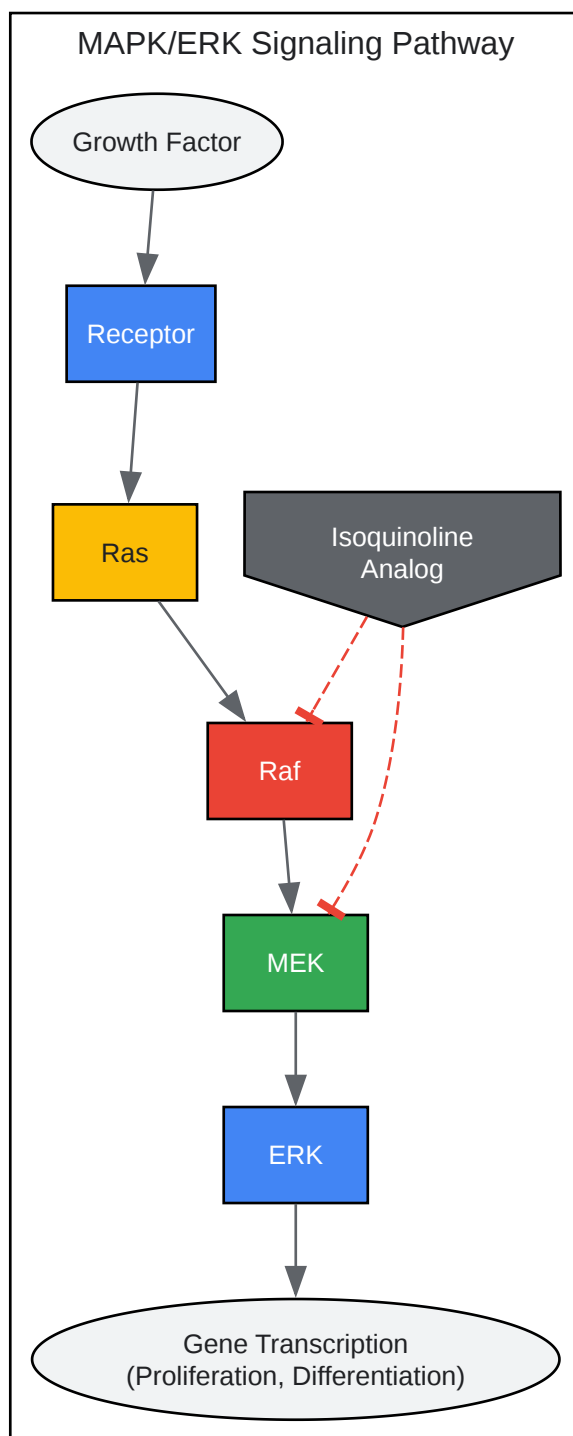 MAPK/ERK Signaling Pathway
Growth Factor
Receptor
Ras
Isoquinoline
Analog
Raf
MEK
ERK
Gene Transcription
(Proliferation, Differentiation)